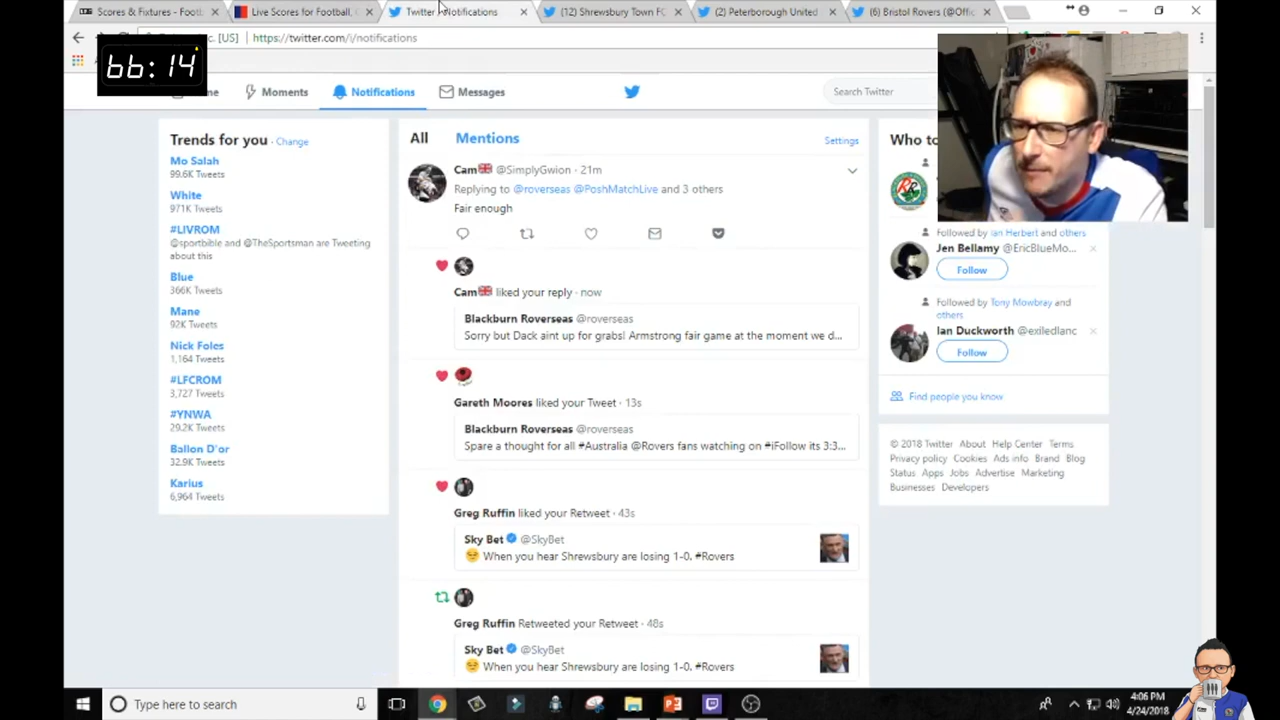 Scores & Fixtures - Footb
Live Scores for Football, C
Twitter / Notifications
(12) Shrewsbury Town FC
(2) Peterborough United
(6) Bristol Rovers (@Offic
[US]
https://twitter.com/i/notifications
66:14
Moments
Notifications
Messages
Search Twitter
Trends for you · Change
Mo Salah
99.6K Tweets
White
971K Tweets
#LIVROM
@sportbible and @TheSportsman are Tweeting
about this
Blue
366K Tweets
Mane
92K Tweets
Nick Foles
1,164 Tweets
#LFCROM
3,727 Tweets
#YNWA
29.2K Tweets
Ballon D'or
32.9K Tweets
Karius
6,964 Tweets
All
Mentions
Settings
Cam @SimplyGwion · 21m
Replying to @roverseas @PoshMatchLive and 3 others
Fair enough
Cam liked your reply · now
Blackburn Roverseas @roverseas
Sorry but Dack aint up for grabs! Armstrong fair game at the moment we d...
Gareth Moores liked your Tweet · 13s
Blackburn Roverseas @roverseas
Spare a thought for all #Australia @Rovers fans watching on #iFollow its 3:3...
Greg Ruffin liked your Retweet · 43s
Sky Bet @SkyBet
When you hear Shrewsbury are losing 1-0. #Rovers
Greg Ruffin Retweeted your Retweet · 48s
Sky Bet @SkyBet
When you hear Shrewsbury are losing 1-0. #Rovers
Who to
Followed by Ian Herbert and others
Jen Bellamy @EricBlueMo...
Follow
Followed by Tony Mowbray and
others
Ian Duckworth @exiledlanc
Follow
Find people you know
© 2018 Twitter About Help Center Terms
Privacy policy Cookies Ads info Brand Blog
Status Apps Jobs Advertise Marketing
Businesses Developers
Type here to search
4:06 PM
4/24/2018